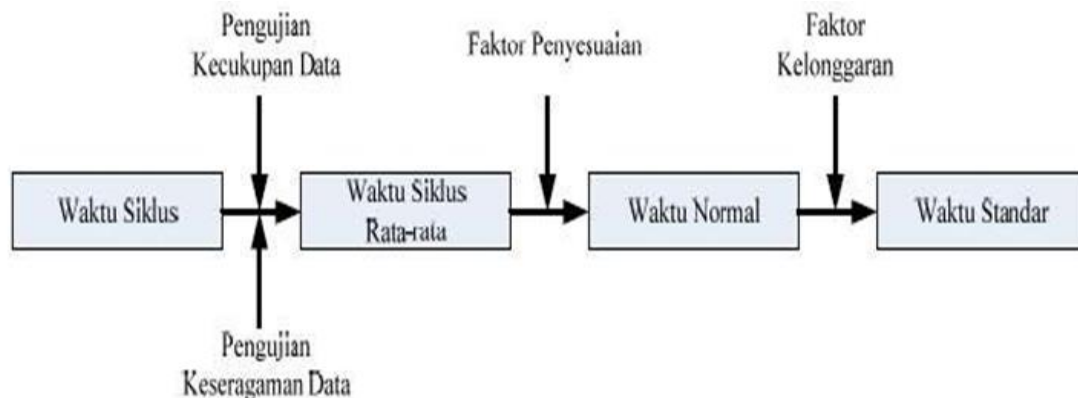 Pengujian
Kecukupan Data
Faktor Penyesuaian
Faktor
Kelonggaran
Waktu Siklus
Waktu Siklus
Rata-rata
Waktu Normal
Waktu Standar
Pengujian
Keseragaman Data